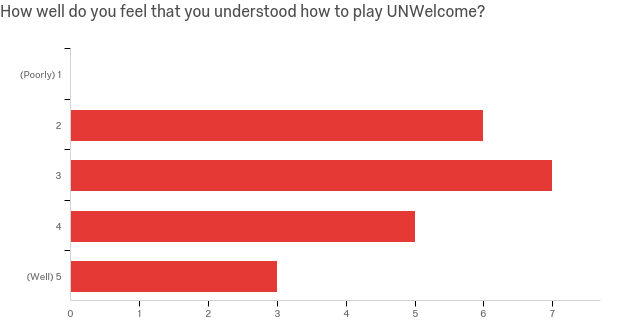 How well do you feel that you understood how to play UNWelcome?
(Poorly) 1
2
3
4
(Well) 5
0 1 2 3 4 5 6 7